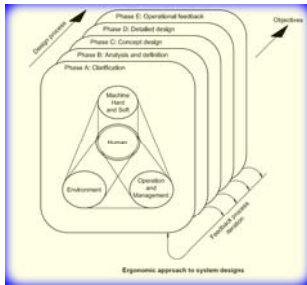 Design process
Objectives
Phase E: Operational feedback
Phase D: Detailed design
Phase C: Concept design
Phase B: Analysis and definition
Phase A: Clarification
Machine
Hard
and Soft
Human
Environment
Operation
and
Management
Feedback process
iteration
Ergonomic approach to system designs